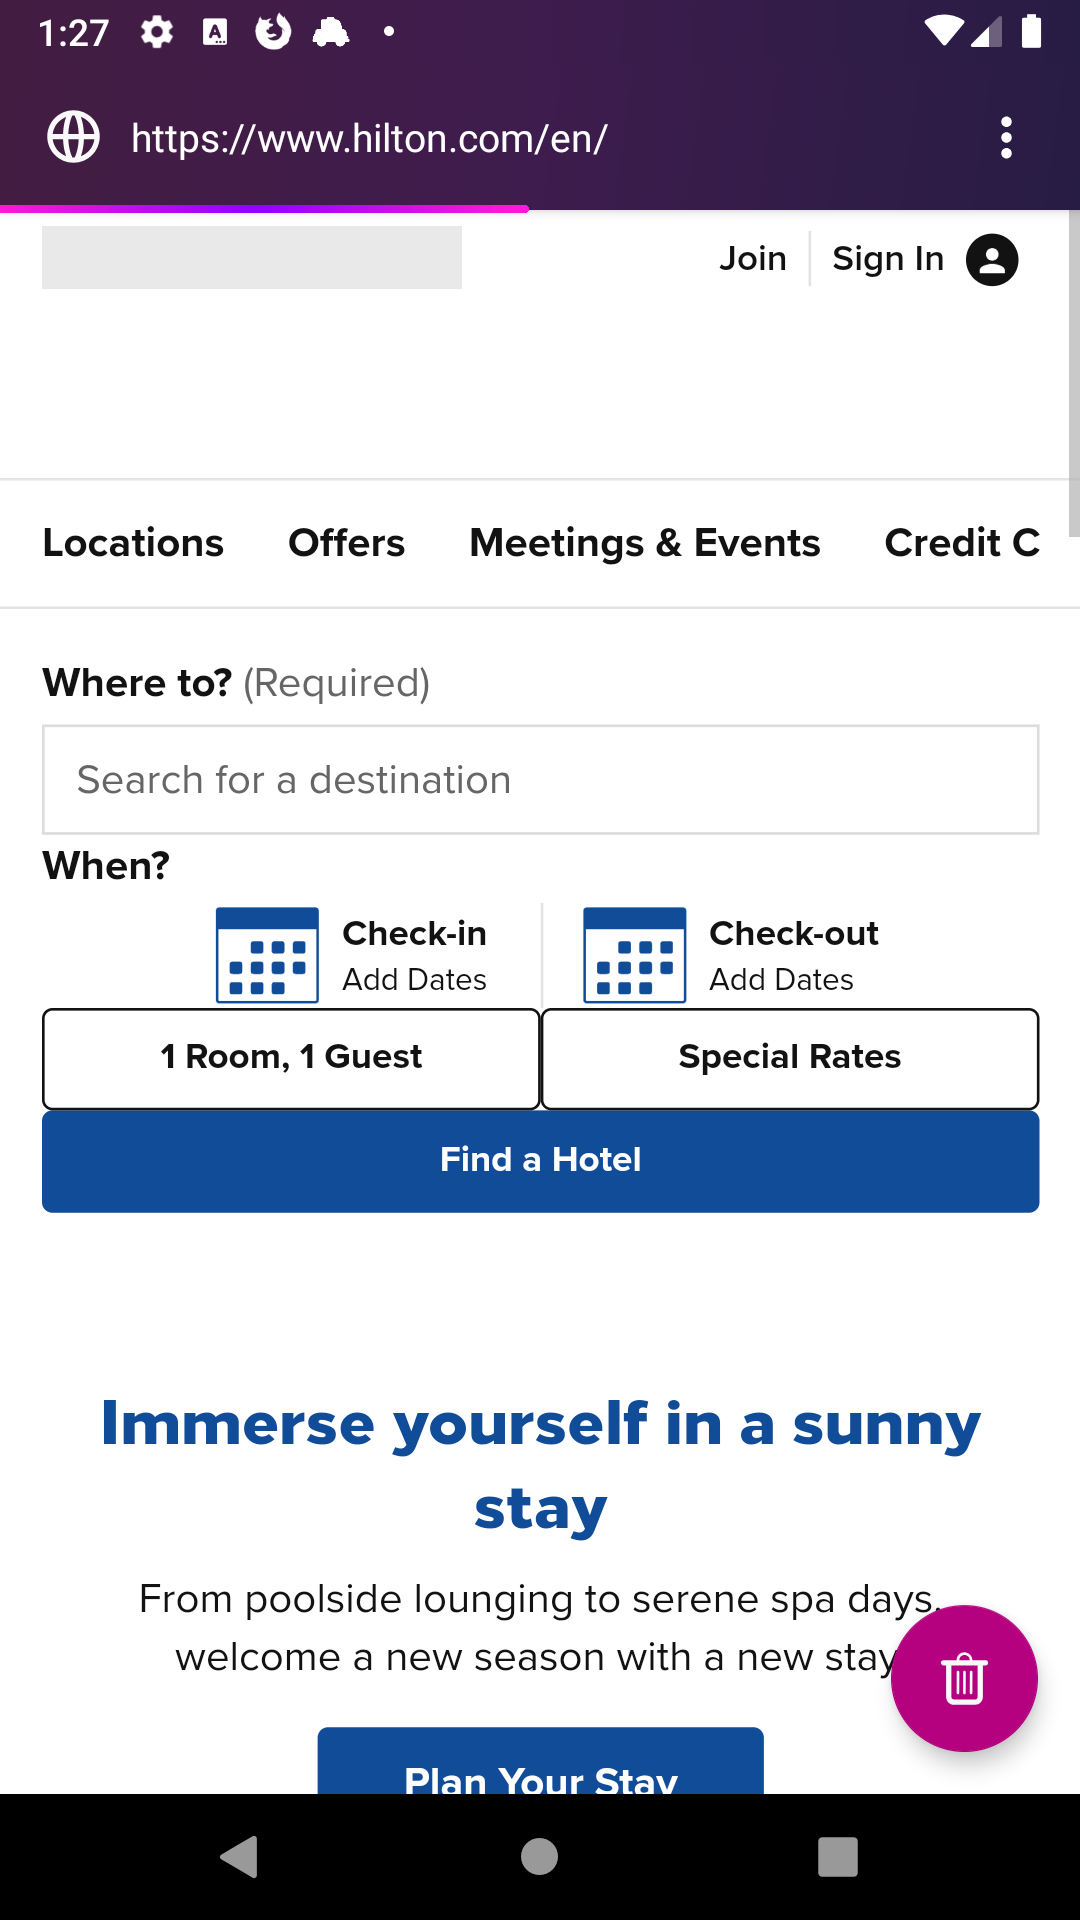 1:27
https://www.hilton.com/en/
Join
Sign In
Locations
Offers
Meetings & Events
Credit C
Where to? (Required)
Search for a destination
When?
Check-in
Add Dates
Check-out
Add Dates
1 Room, 1 Guest
Special Rates
Find a Hotel
Immerse yourself in a sunny
stay
From poolside lounging to serene spa days,
welcome a new season with a new stay
Plan Your Stay